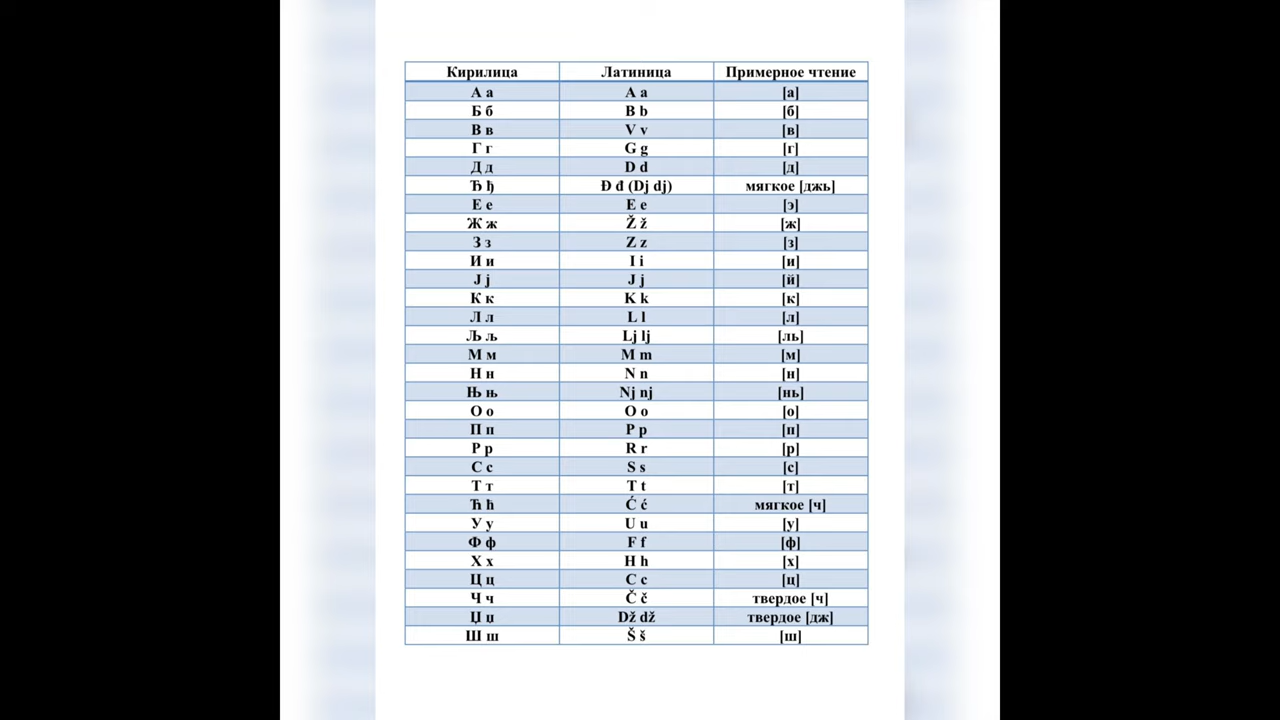 Кирилица Латиница Примерное чтение
А а A a [а]
Б б B b [б]
В в V v [в]
Г г G g [г]
Д д D d [д]
Ђ ђ Đ đ (Dj dj) мягкое [джь]
Е е E e [э]
Ж ж Ž ž [ж]
З з Z z [з]
И и I i [и]
Ј ј J j [й]
К к K k [к]
Л л L l [л]
Љ љ Lj lj [ль]
М м M m [м]
Н н N n [н]
Њ њ Nj nj [нь]
О о O o [о]
П п P p [п]
Р р R r [р]
С с S s [с]
Т т T t [т]
Ћ ћ Ć ć мягкое [ч]
У у U u [у]
Ф ф F f [ф]
Х х H h [х]
Ц ц C c [ц]
Ч ч Č č твердое [ч]
Џ џ Dž dž твердое [дж]
Ш ш Š š [ш]